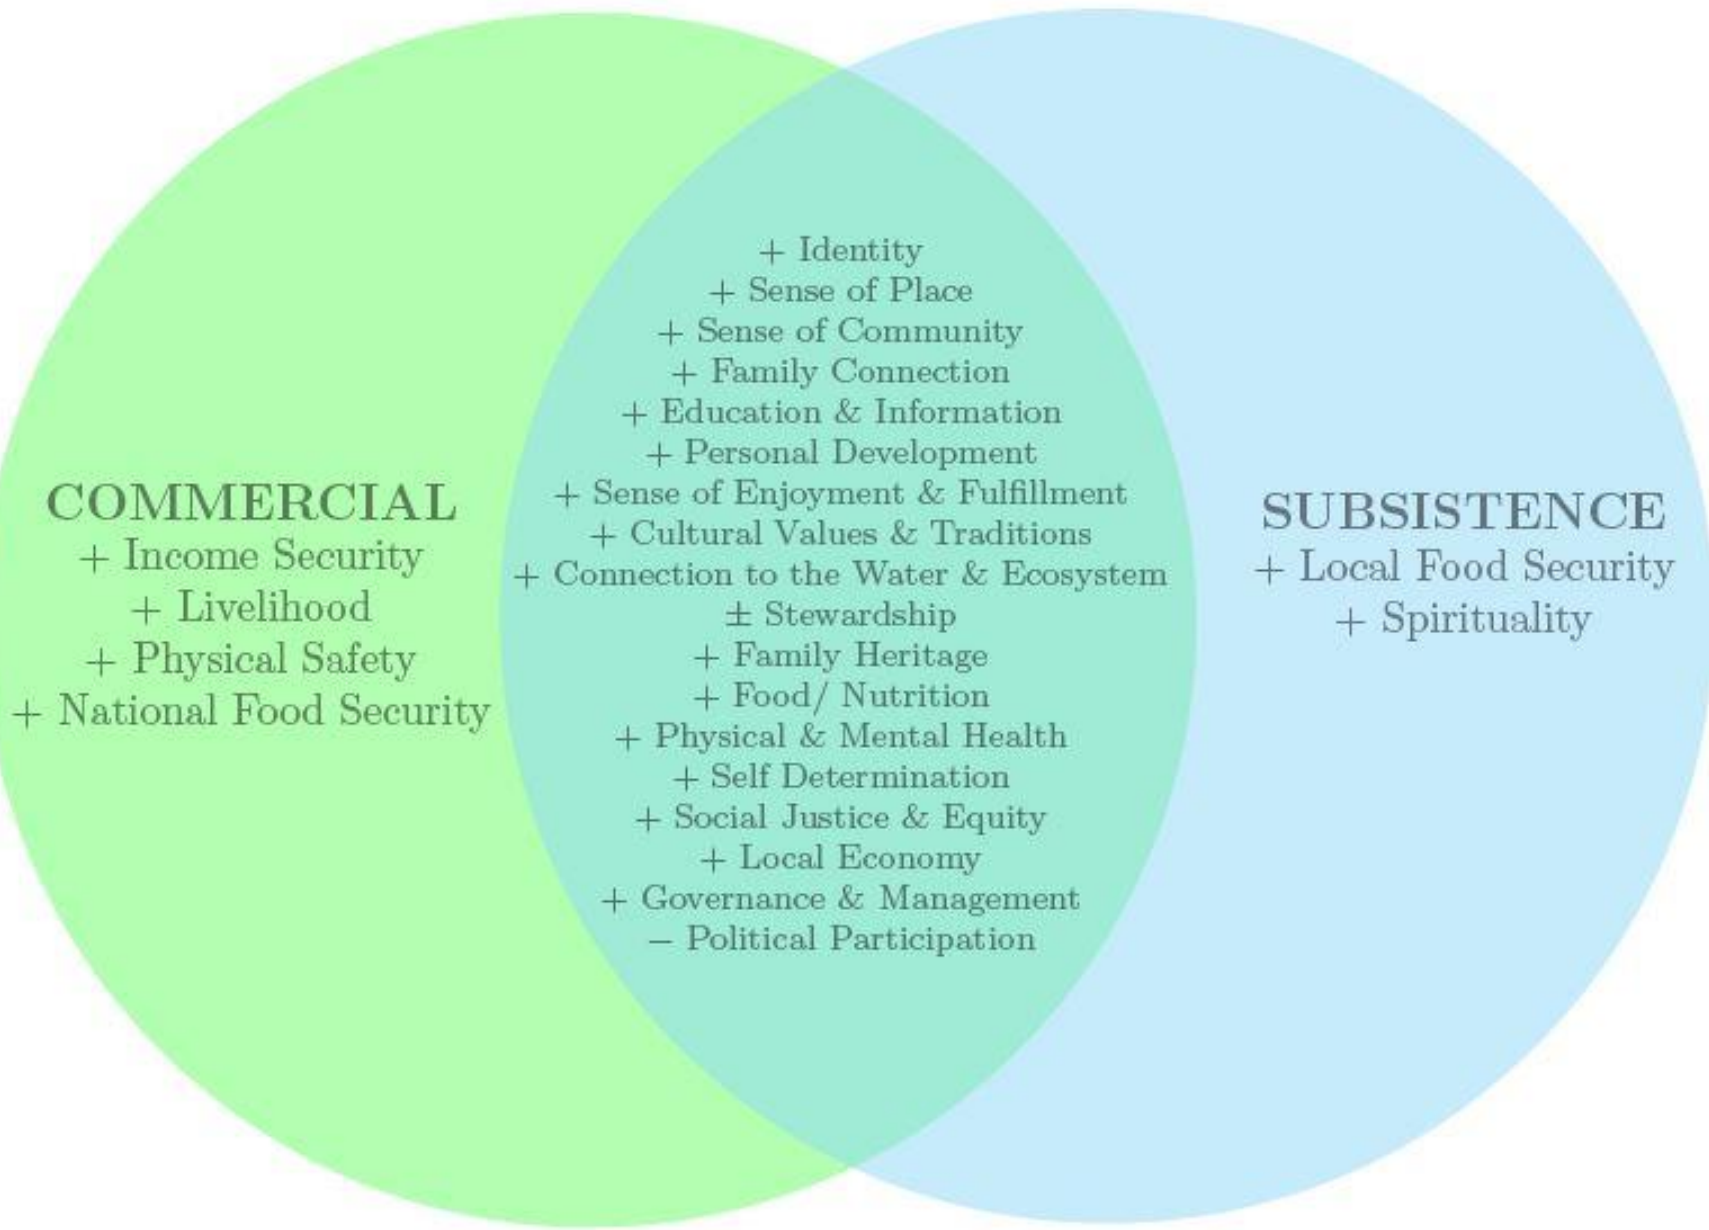 COMMERCIAL
+ Income Security
+ Livelihood
+ Physical Safety
+ National Food Security
+ Identity
+ Sense of Place
+ Sense of Community
+ Family Connection
+ Education & Information
+ Personal Development
+ Sense of Enjoyment & Fulfillment
+ Cultural Values & Traditions
+ Connection to the Water & Ecosystem
± Stewardship
+ Family Heritage
+ Food/ Nutrition
+ Physical & Mental Health
+ Self Determination
+ Social Justice & Equity
+ Local Economy
+ Governance & Management
− Political Participation
SUBSISTENCE
+ Local Food Security
+ Spirituality